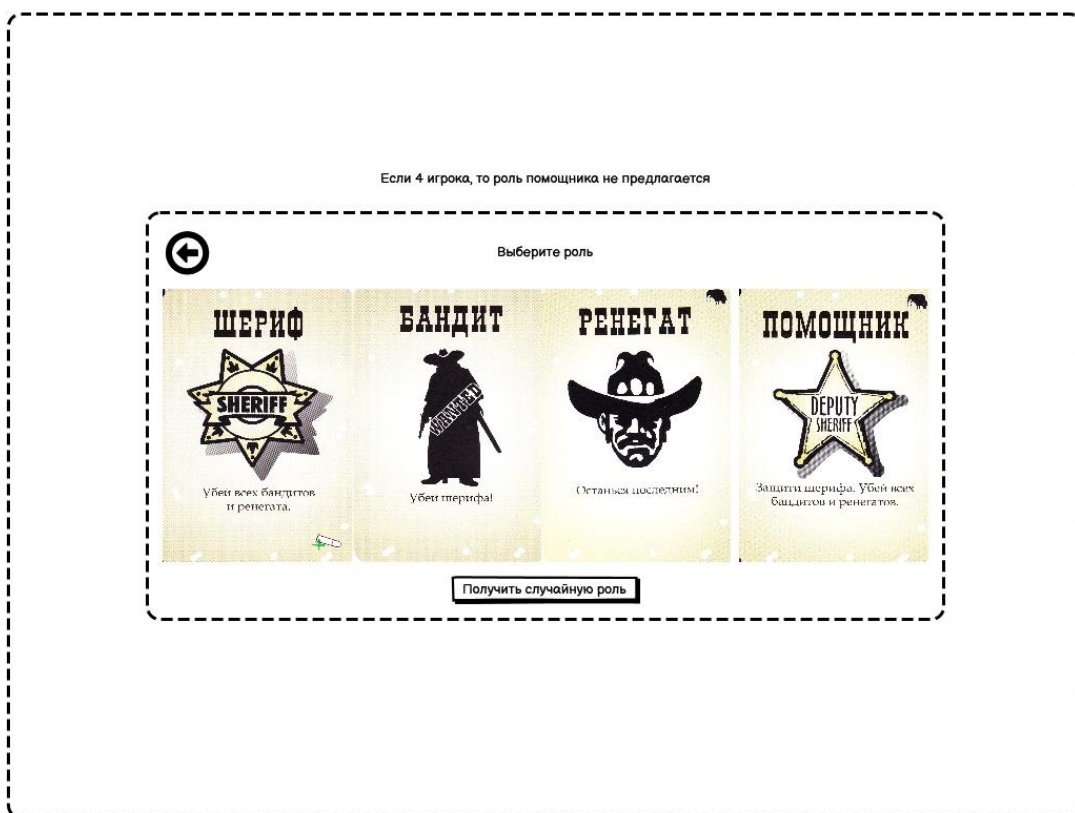 Если 4 игрока, то роль помощника не предлагается
Выберите роль
ШЕРИФ
SHERIFF
Убей всех бандитов
и ренегата.
БАНДИТ
WANTED
Убей шерифа!
РЕНЕГАТ
Останься последним!
ПОМОЩНИК
DEPUTY
SHERIFF
Защити шерифа. Убей всех
бандитов и ренегатов.
Получить случайную роль